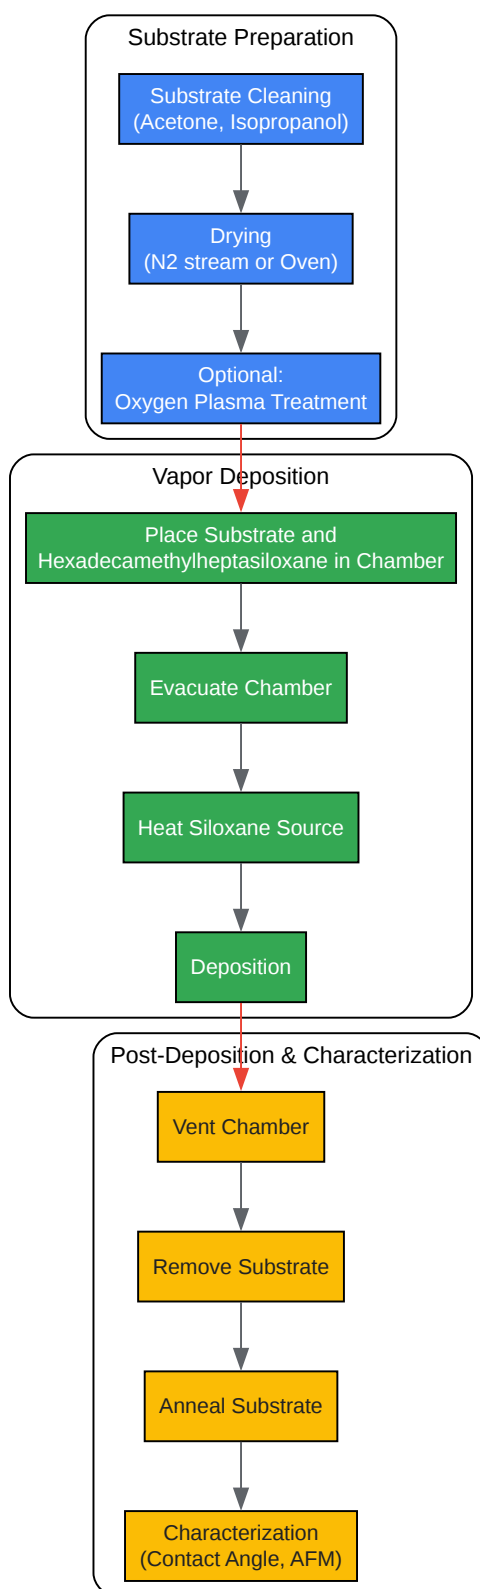 Substrate Preparation
Substrate Cleaning
(Acetone, Isopropanol)
Drying
(N2 stream or Oven)
Optional:
Oxygen Plasma Treatment
Vapor Deposition
Place Substrate and
Hexadecamethylheptasiloxane in Chamber
Evacuate Chamber
Heat Siloxane Source
Deposition
Post-Deposition & Characterization
Vent Chamber
Remove Substrate
Anneal Substrate
Characterization
(Contact Angle, AFM)